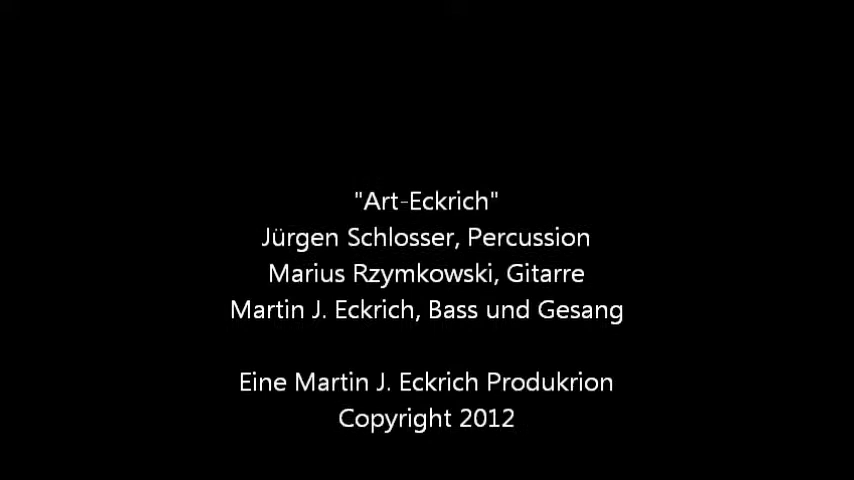 "Art-Eckrich"
Jürgen Schlosser, Percussion
Marius Rzymkowski, Gitarre
Martin J. Eckrich, Bass und Gesang
Eine Martin J. Eckrich Produkrion
Copyright 2012